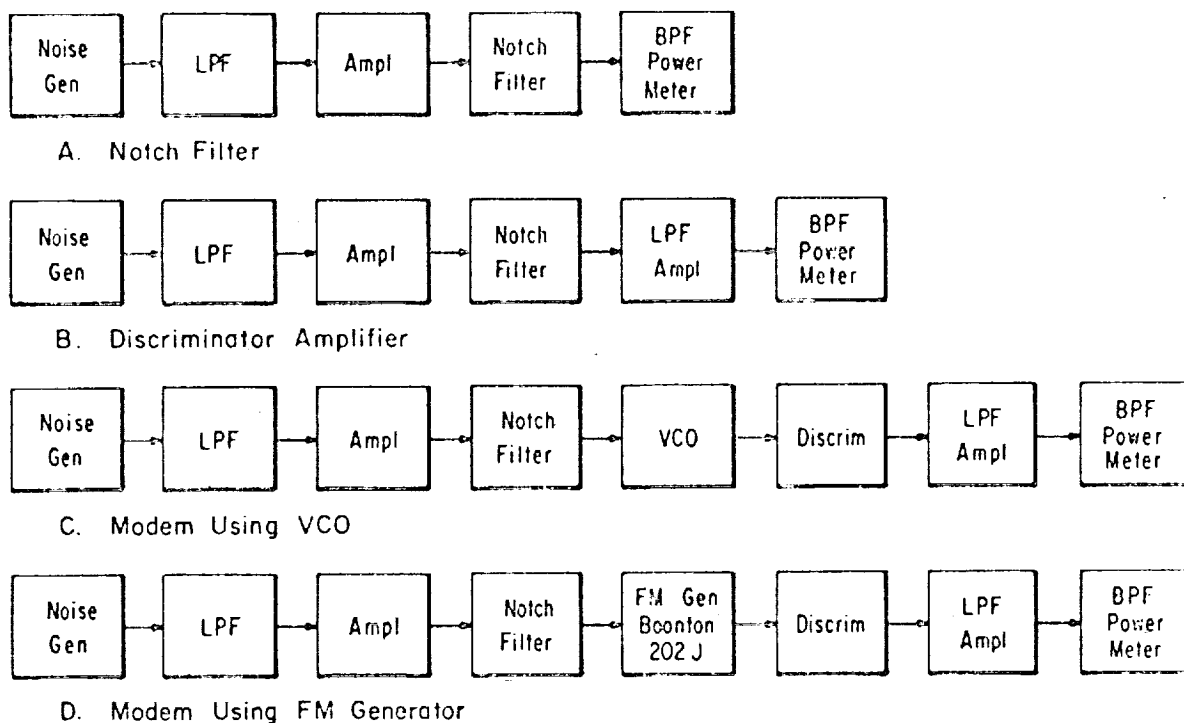 Noise
Gen
LPF
Ampl
Notch
Filter
BPF
Power
Meter
A. Notch Filter
Noise
Gen
LPF
Ampl
Notch
Filter
LPF
Ampl
BPF
Power
Meter
B. Discriminator Amplifier
Noise
Gen
LPF
Ampl
Notch
Filter
VCO
Discrim
LPF
Ampl
BPF
Power
Meter
C. Modem Using VCO
Noise
Gen
LPF
Ampl
Notch
Filter
FM Gen
Boonton
202 J
Discrim
LPF
Ampl
BPF
Power
Meter
D. Modem Using FM Generator